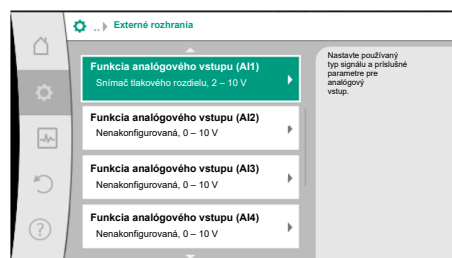 Externé rozhrania
Funkcia analógového vstupu (AI1)
Snímač tlakového rozdielu, 2 – 10 V
Funkcia analógového vstupu (AI2)
Nenakonfigurovaná, 0 – 10 V
Funkcia analógového vstupu (AI3)
Nenakonfigurovaná, 0 – 10 V
Funkcia analógového vstupu (AI4)
Nenakonfigurovaná, 0 – 10 V
Nastavte používaný
typ signálu a príslušné
parametre pre
analógový
vstup.